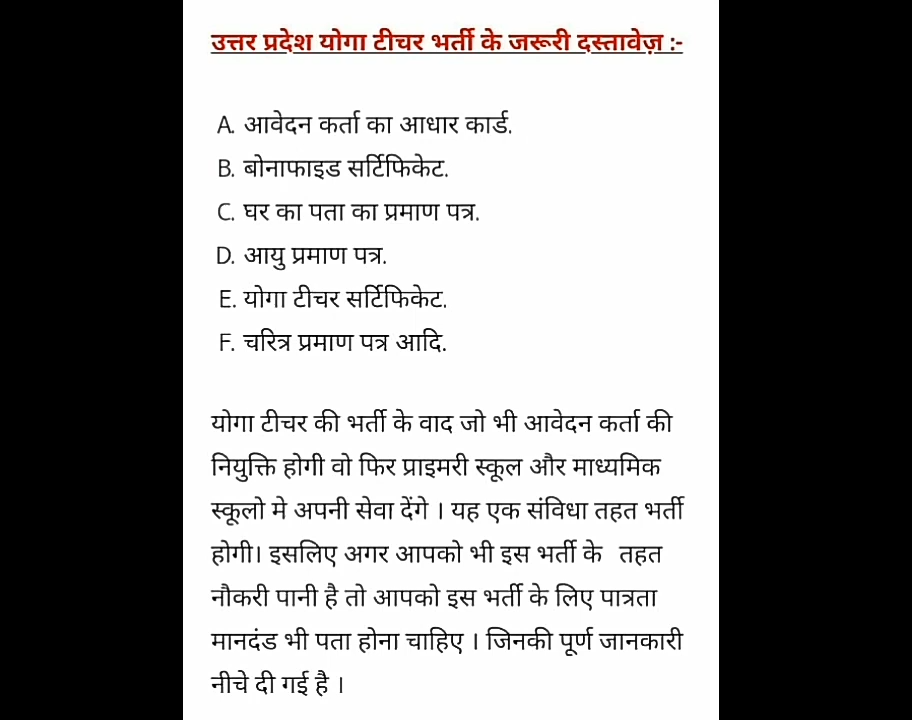 उत्तर प्रदेश योगा टीचर भर्ती के जरूरी दस्तावेज़ :-
A. आवेदन कर्ता का आधार कार्ड.
B. बोनाफाइड सर्टिफिकेट.
C. घर का पता का प्रमाण पत्र.
D. आयु प्रमाण पत्र.
E. योगा टीचर सर्टिफिकेट.
F. चरित्र प्रमाण पत्र आदि.
योगा टीचर की भर्ती के वाद जो भी आवेदन कर्ता की
नियुक्ति होगी वो फिर प्राइमरी स्कूल और माध्यमिक
स्कूलो मे अपनी सेवा देंगे । यह एक संविधा तहत भर्ती
होगी। इसलिए अगर आपको भी इस भर्ती के तहत
नौकरी पानी है तो आपको इस भर्ती के लिए पात्रता
मानदंड भी पता होना चाहिए । जिनकी पूर्ण जानकारी
नीचे दी गई है ।